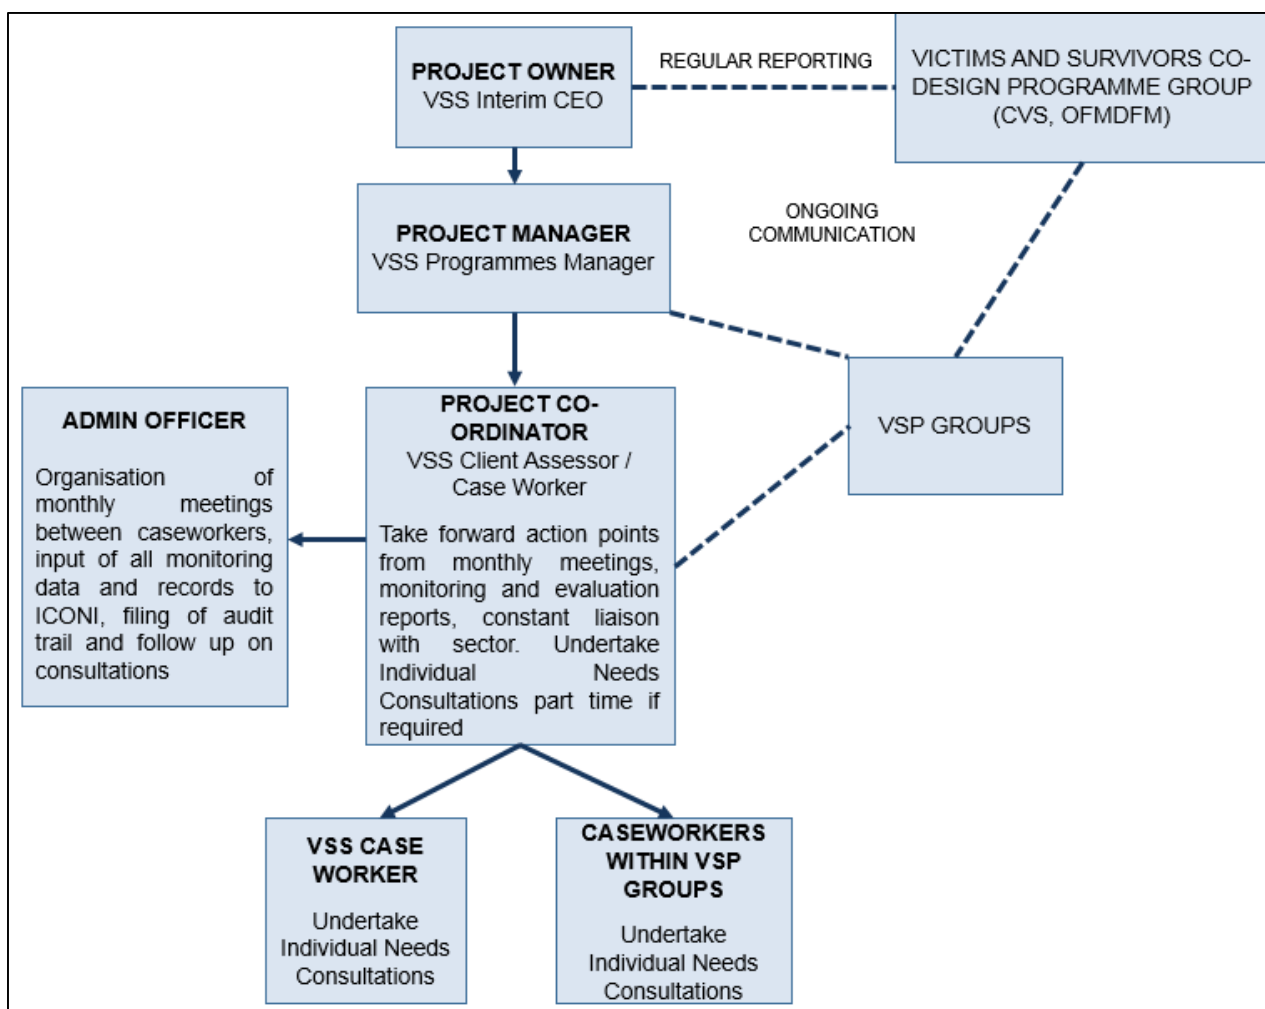 PROJECT OWNER
VSS Interim CEO
REGULAR REPORTING
VICTIMS AND SURVIVORS CO-
DESIGN PROGRAMME GROUP
(CVS, OFMDFM)
PROJECT MANAGER
VSS Programmes Manager
ONGOING
COMMUNICATION
VSP GROUPS
ADMIN OFFICER
Organisation of
monthly meetings
between caseworkers,
input of all monitoring
data and records to
ICONI, filing of audit
trail and follow up on
consultations
PROJECT CO-
ORDINATOR
VSS Client Assessor /
Case Worker
Take forward action points
from monthly meetings,
monitoring and evaluation
reports, constant liaison
with sector. Undertake
Individual Needs
Consultations part time if
required
VSS CASE
WORKER
Undertake
Individual Needs
Consultations
CASEWORKERS
WITHIN VSP
GROUPS
Undertake
Individual Needs
Consultations